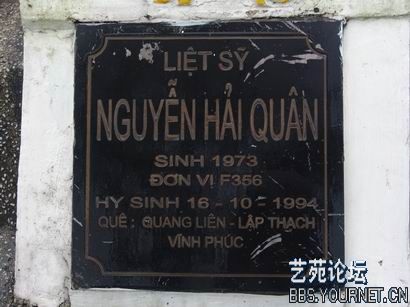 LIỆT SỸ
NGUYỄN HẢI QUÂN
SINH 1973
ĐƠN VỊ F356
HY SINH 16 - 10 - 1994
QUÊ : QUANG LIÊN - LẬP THẠCH
VĨNH PHÚC
艺苑论坛
BBS.YOURNET.CN